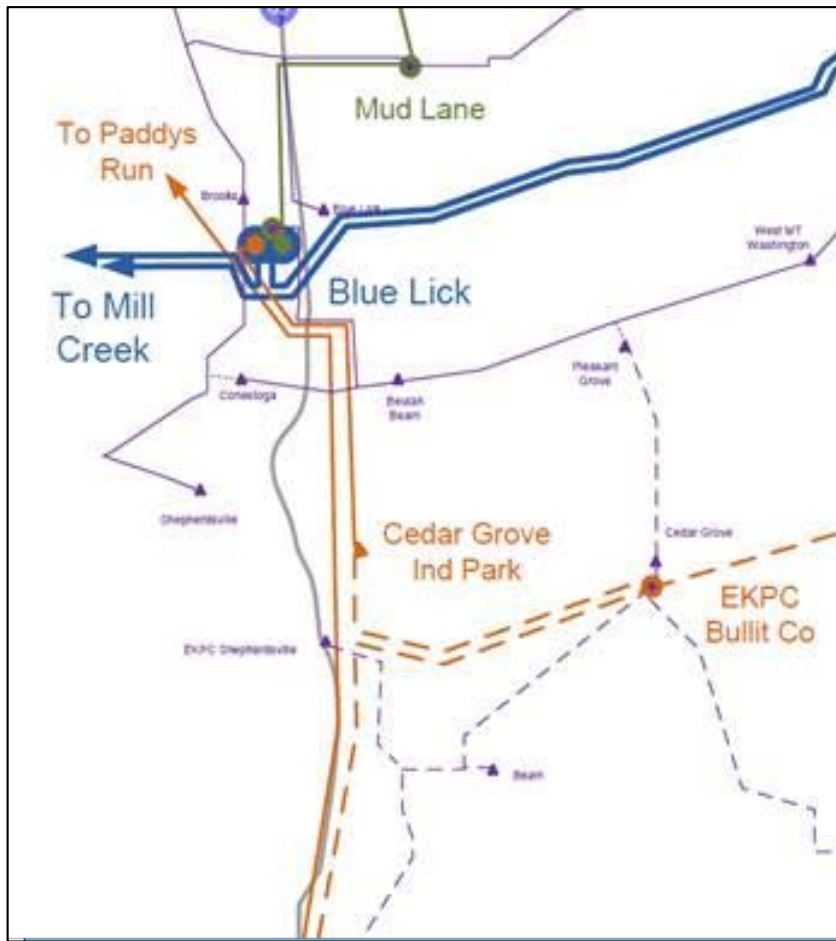 Mud Lane
To Paddys
Run
Brooks
Blue Lick
West MT
Washington
Blue Lick
To Mill
Creek
Pleasant
Grove
Conestoga
Beulah
Beam
Shepherdsville
Cedar Grove
Ind Park
Cedar Grove
EKPC
Bullit Co
EKPC Shepherdsville
Beam